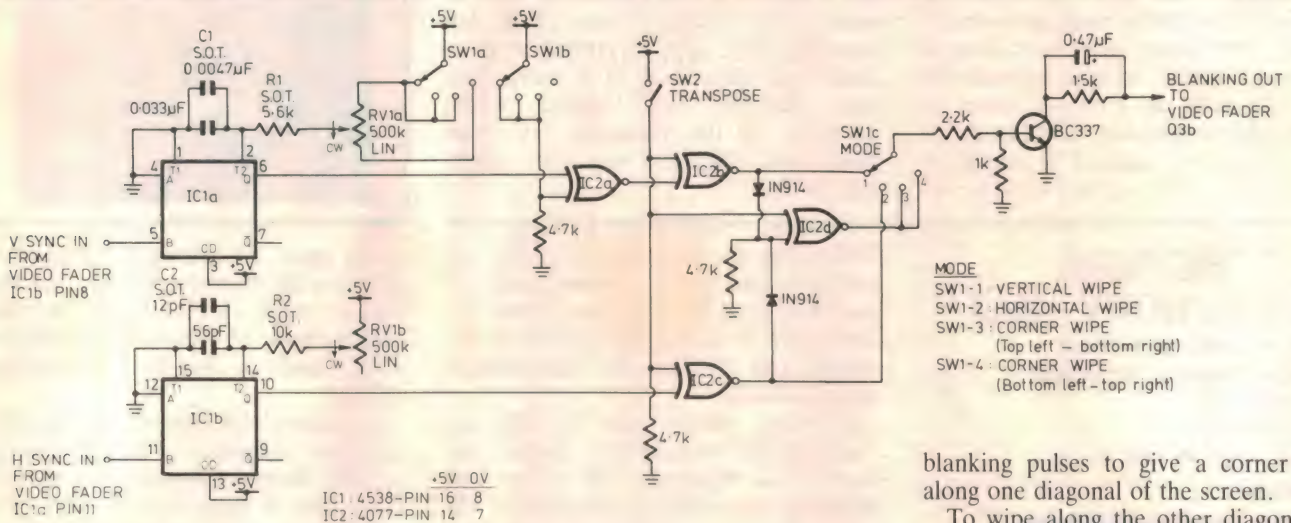 C1
S.O.T.
0.0047µF
0.033µF
R1
S.O.T.
5.6k
CW
RV1a
500k
LIN
+5V
SW1a
+5V
SW1b
+5V
SW2
TRANSPOSE
1
2
4
A
T1
T2
Q
6
IC1a
5
B
CD
Q̅
7
3
+5V
V SYNC IN
FROM
VIDEO FADER
IC1b PIN8
IC2a
4.7k
IC2b
IN914
IC2d
4.7k
IN914
IC2c
4.7k
SW1c
MODE
1
2
3
4
2.2k
1k
BC337
0.47µF
1.5k
BLANKING OUT
TO
VIDEO FADER
Q3b
C2
S.O.T.
12pF
56pF
R2
S.O.T.
10k
CW
+5V
RV1b
500k
LIN
15
14
12
A
T1
T2
Q
10
IC1b
11
B
CD
Q̅
9
13
+5V
H SYNC IN
FROM
VIDEO FADER
IC1a PIN11
+5V 0V
IC1: 4538-PIN 16 8
IC2: 4077-PIN 14 7
MODE
SW1-1: VERTICAL WIPE
SW1-2: HORIZONTAL WIPE
SW1-3: CORNER WIPE
(Top left – bottom right)
SW1-4: CORNER WIPE
(Bottom left – top right)
blanking pulses to give a corner
along one diagonal of the screen.
To wipe along the other diagon